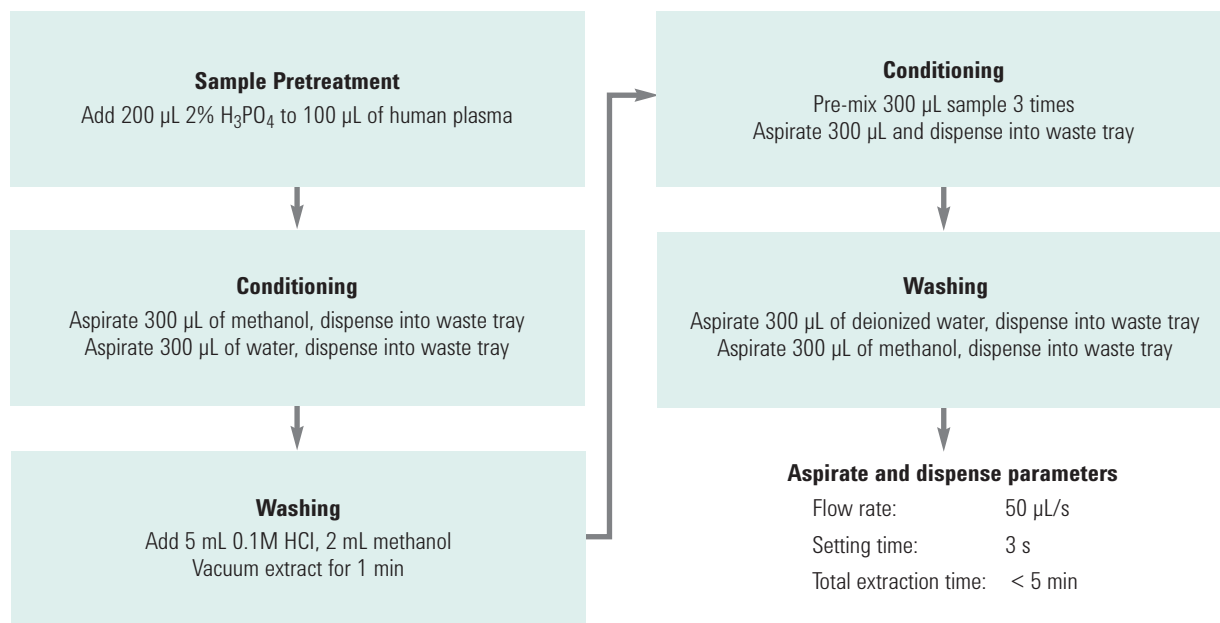 Sample Pretreatment
Add 200 µL 2% H₃PO₄ to 100 µL of human plasma
Conditioning
Aspirate 300 µL of methanol, dispense into waste tray
Aspirate 300 µL of water, dispense into waste tray
Washing
Add 5 mL 0.1M HCl, 2 mL methanol
Vacuum extract for 1 min
Conditioning
Pre-mix 300 µL sample 3 times
Aspirate 300 µL and dispense into waste tray
Washing
Aspirate 300 µL of deionized water, dispense into waste tray
Aspirate 300 µL of methanol, dispense into waste tray
Aspirate and dispense parameters
Flow rate: 50 µL/s
Setting time: 3 s
Total extraction time: < 5 min